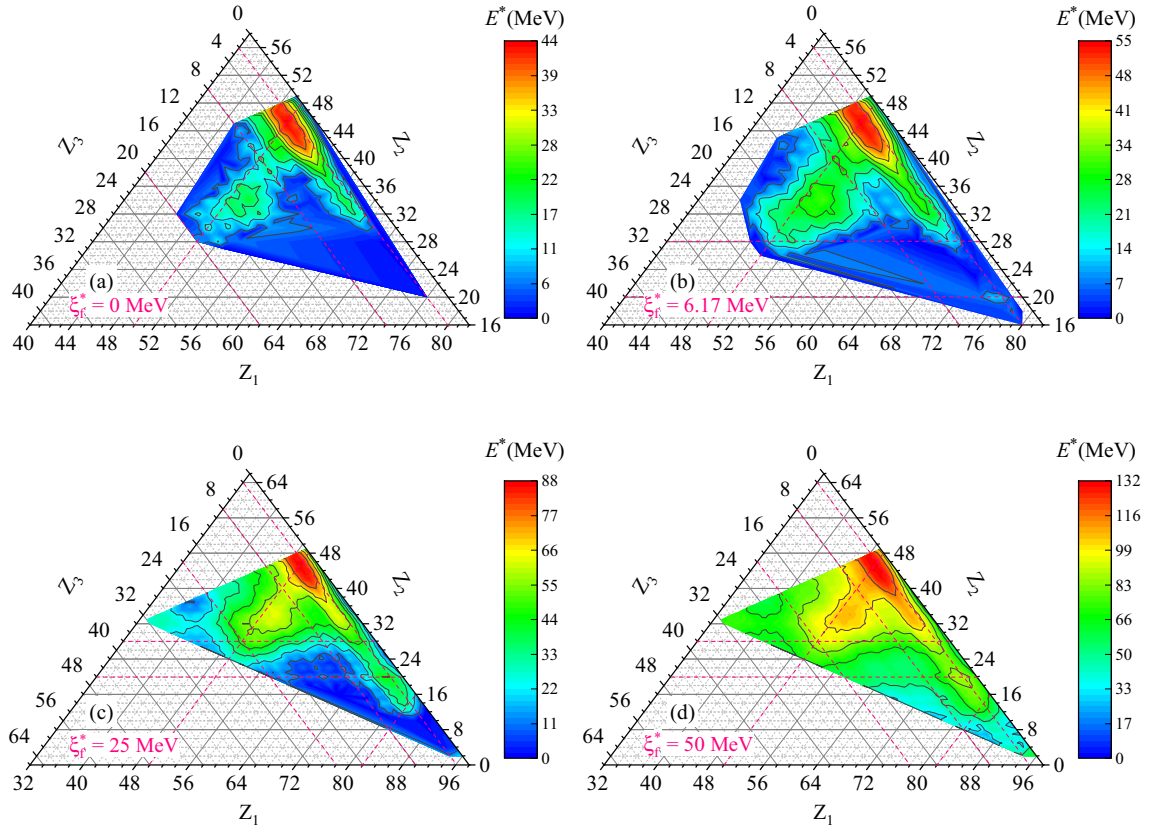 0 E*(MeV)
4 56 44
8 52 39
12 48 33
16 44 28
Z3 20 40 Z2 22
24 36 17
28 32 11
32 28 6
36 (a) 24 0
40 ξf* = 0 MeV 20
16
40 44 48 52 56 60 64 68 72 76 80
Z1
0 E*(MeV)
4 56 55
8 52 48
12 48 41
16 44 34
Z3 20 40 Z2 28
24 36 21
28 32 14
32 28 7
36 (b) 24 0
40 ξf* = 6.17 MeV 20
16
40 44 48 52 56 60 64 68 72 76 80
Z1
0 E*(MeV)
8 64 88
16 56 77
24 48 66
Z3 32 40 Z2 55
40 32 44
48 24 33
56 (c) 16 22
64 ξf* = 25 MeV 8 11
0 0
32 40 48 56 64 72 80 88 96
Z1
0 E*(MeV)
8 64 132
16 56 116
24 48 99
Z3 32 40 Z2 83
40 32 66
48 24 50
56 (d) 16 33
64 ξf* = 50 MeV 8 17
0 0
32 40 48 56 64 72 80 88 96
Z1